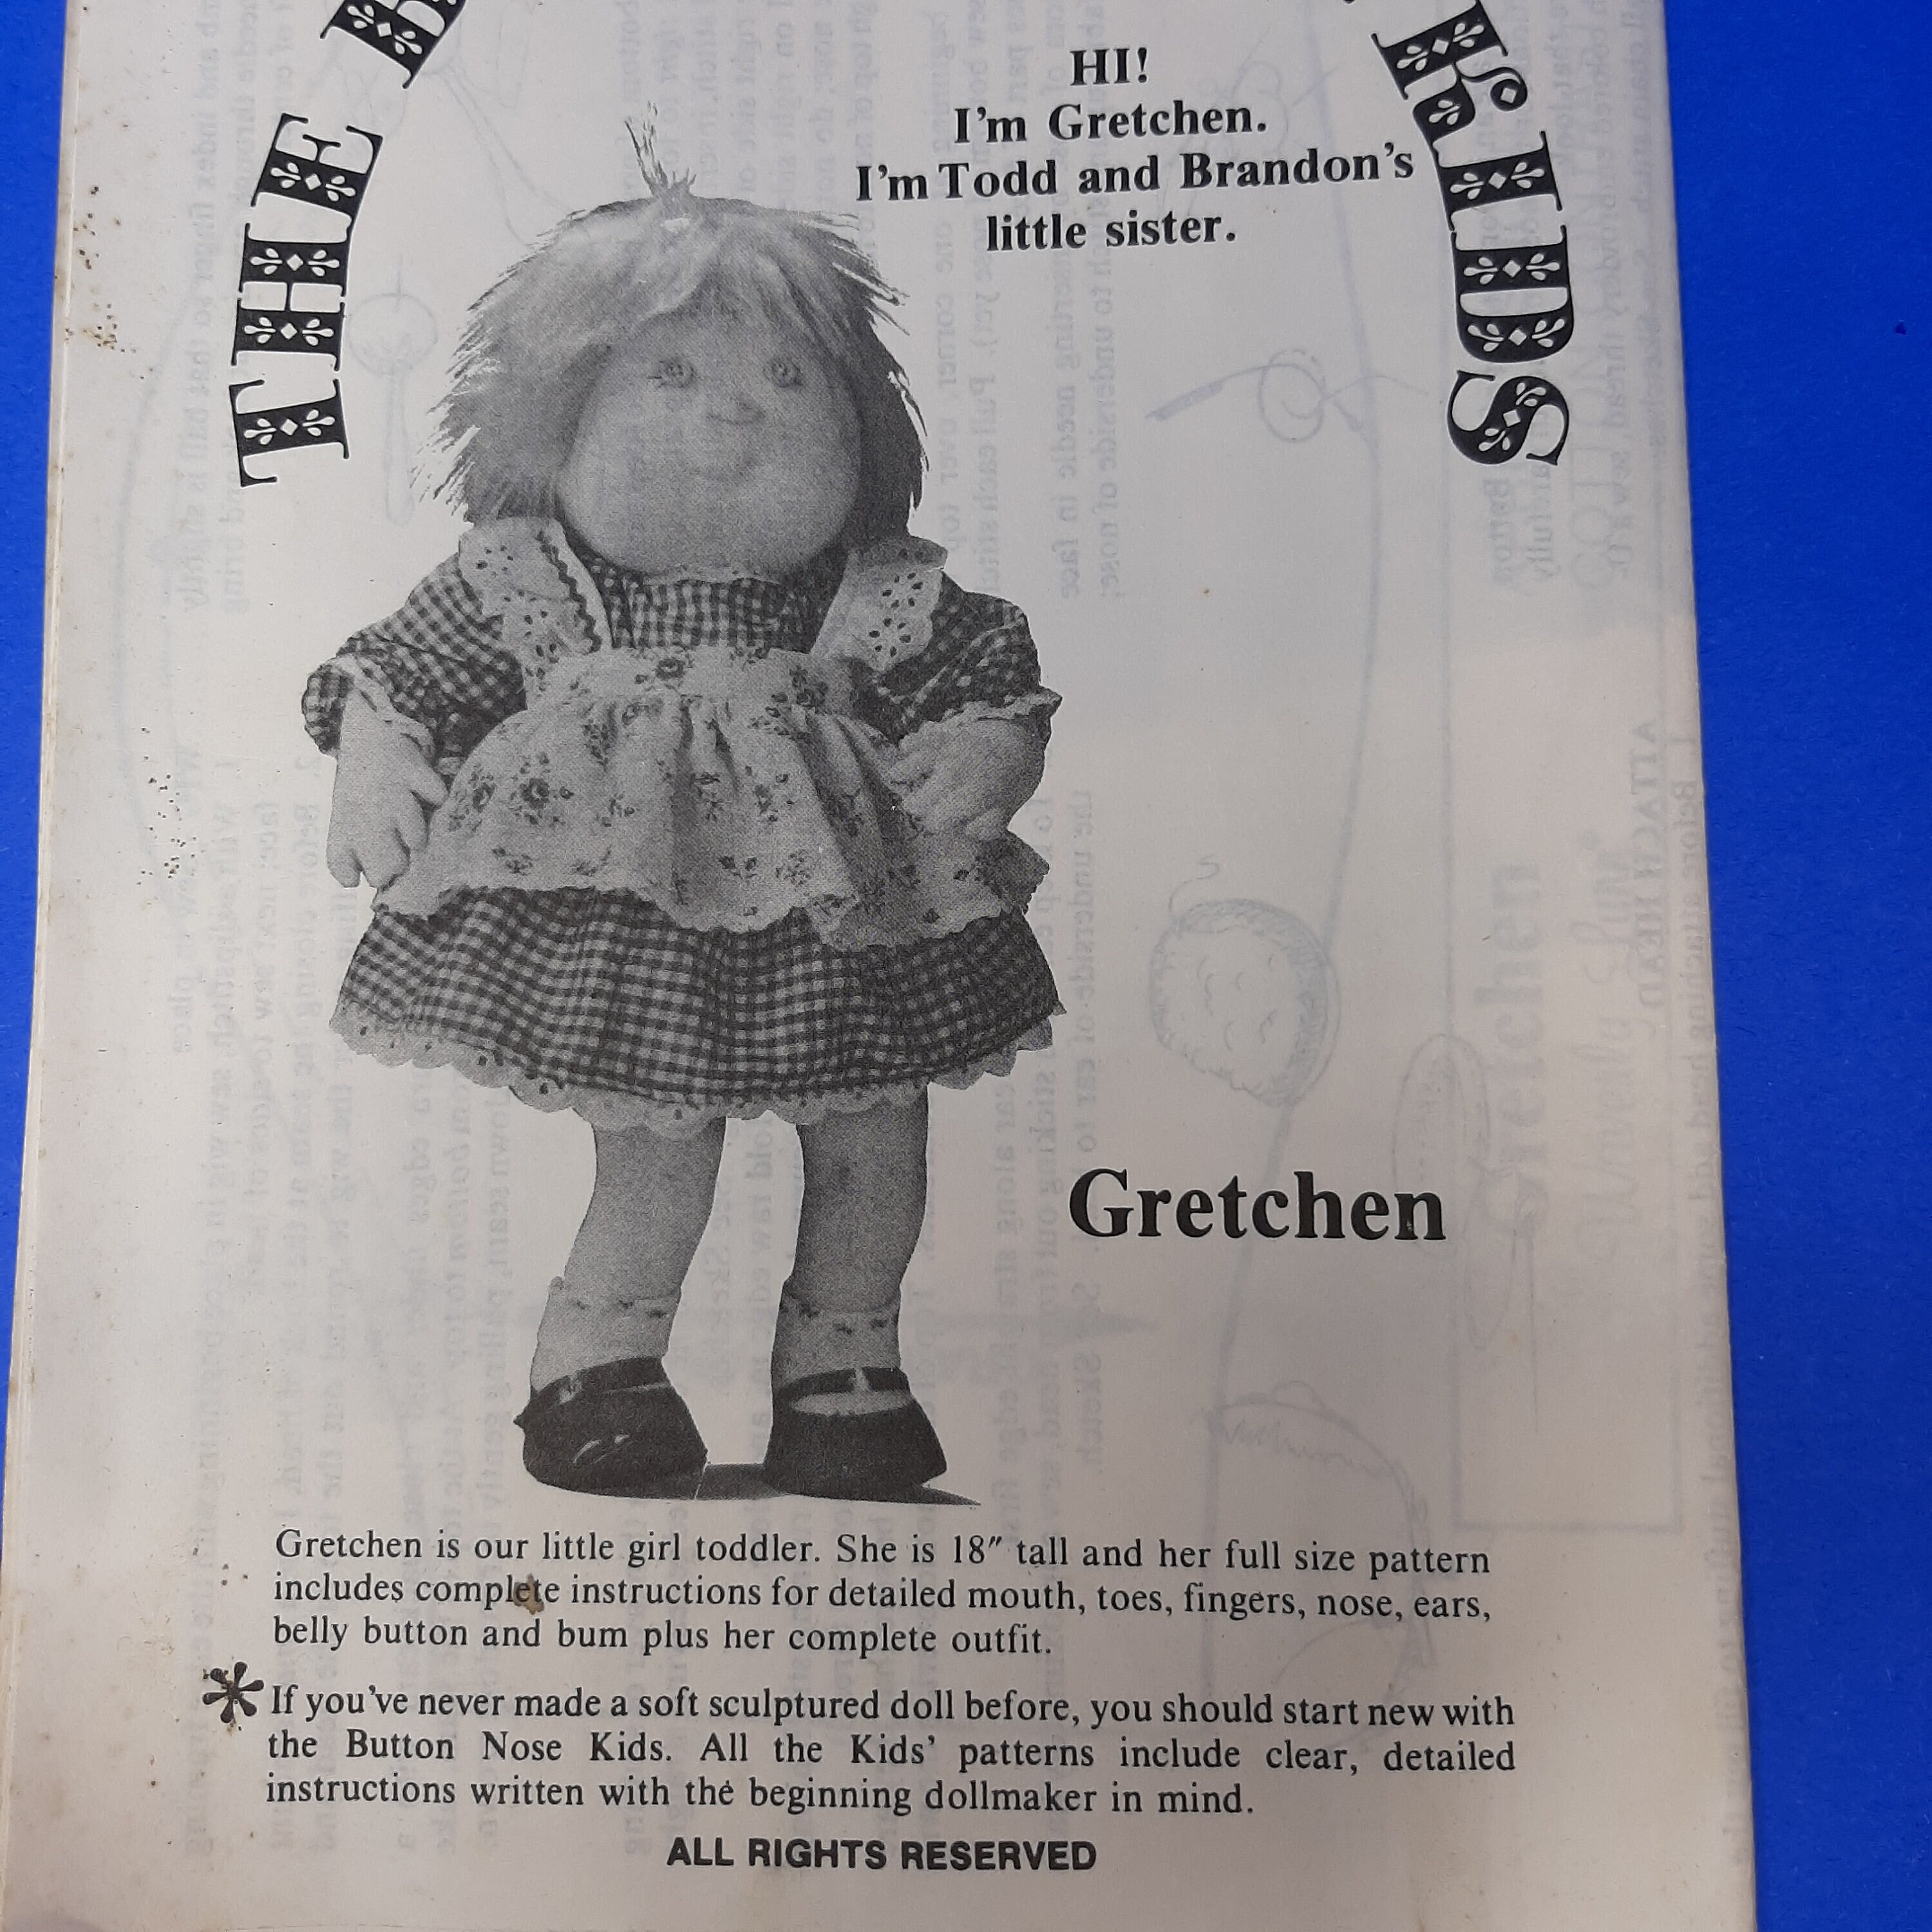 THE
KIDS
HI!
I'm Gretchen.
I'm Todd and Brandon's
little sister.
Gretchen
Gretchen is our little girl toddler. She is 18″ tall and her full size pattern
includes complete instructions for detailed mouth, toes, fingers, nose, ears,
belly button and bum plus her complete outfit.
* If you've never made a soft sculptured doll before, you should start new with
the Button Nose Kids. All the Kids' patterns include clear, detailed
instructions written with the beginning dollmaker in mind.
ALL RIGHTS RESERVED